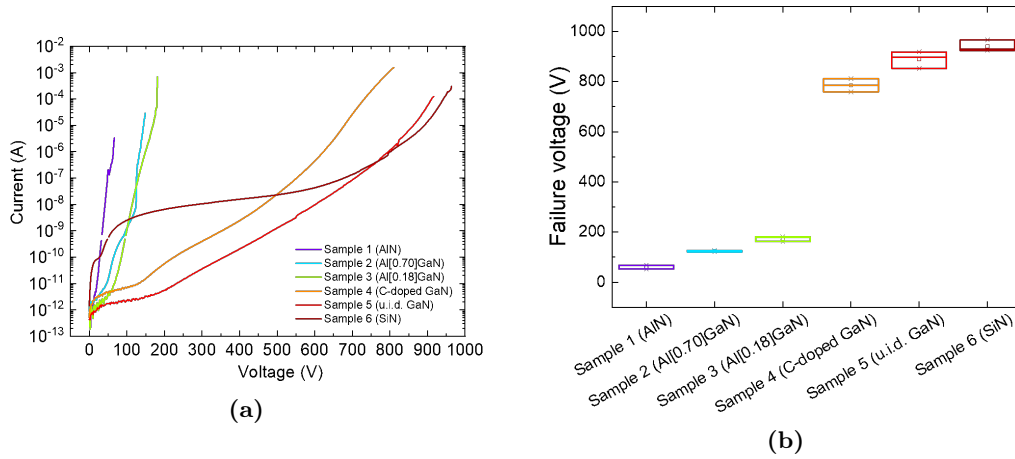 10⁻²
10⁻³
10⁻⁴
10⁻⁵
10⁻⁶
10⁻⁷
10⁻⁸
10⁻⁹
10⁻¹⁰
10⁻¹¹
10⁻¹²
10⁻¹³
Current (A)
Sample 1 (AlN)
Sample 2 (Al[0.70]GaN)
Sample 3 (Al[0.18]GaN)
Sample 4 (C-doped GaN)
Sample 5 (u.i.d. GaN)
Sample 6 (SiN)
0 100 200 300 400 500 600 700 800 900 1000
Voltage (V)
(a)
1000
800
600
400
200
0
Failure voltage (V)
Sample 1 (AlN)
Sample 2 (Al[0.70]GaN)
Sample 3 (Al[0.18]GaN)
Sample 4 (C-doped GaN)
Sample 5 (u.i.d. GaN)
Sample 6 (SiN)
(b)